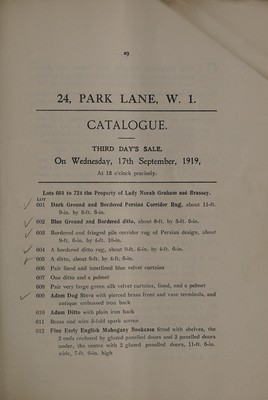 29
24, PARK LANE, W. 1.
CATALOGUE.
THIRD DAY'S SALE,
On Wednesday, 17th September, 1919,
At 12 o'clock precisely.
Lots 601 to 724 the Property of Lady Norah Graham and Brassey.
LOT
601 Dark Ground and Bordered Persian Corridor Rug, about 11-ft.
9-in. by 3-ft. 8-in.
602 Blue Ground and Bordered ditto, about 8-ft. by 3-ft. 6-in.
603 Bordered and fringed pile corridor rug of Persian design, about
9-ft. 6-in. by 4-ft. 10-in.
604 A bordered ditto rug, about 9-ft. 6-in. by 4-ft. 6-in.
605 A ditto, about 9-ft. by 4-ft. 6-in.
606 Pair lined and interlined blue velvet curtains
607 One ditto and a pelmet
608 Pair very large green silk velvet curtains, lined, and a pelmet
609 Adam Dog Stove with pierced brass front and vase terminals, and
antique embossed iron back
610 Adam Ditto with plain iron back
611 Brass and wire 3-fold spark screen
612 Fine Early English Mahogany Bookcase fitted with shelves, the
2 ends enclosed by glazed panelled doors and 2 panelled doors
under, the centre with 2 glazed panelled doors, 11-ft. 6-in.
wide, 7-ft. 9-in. high